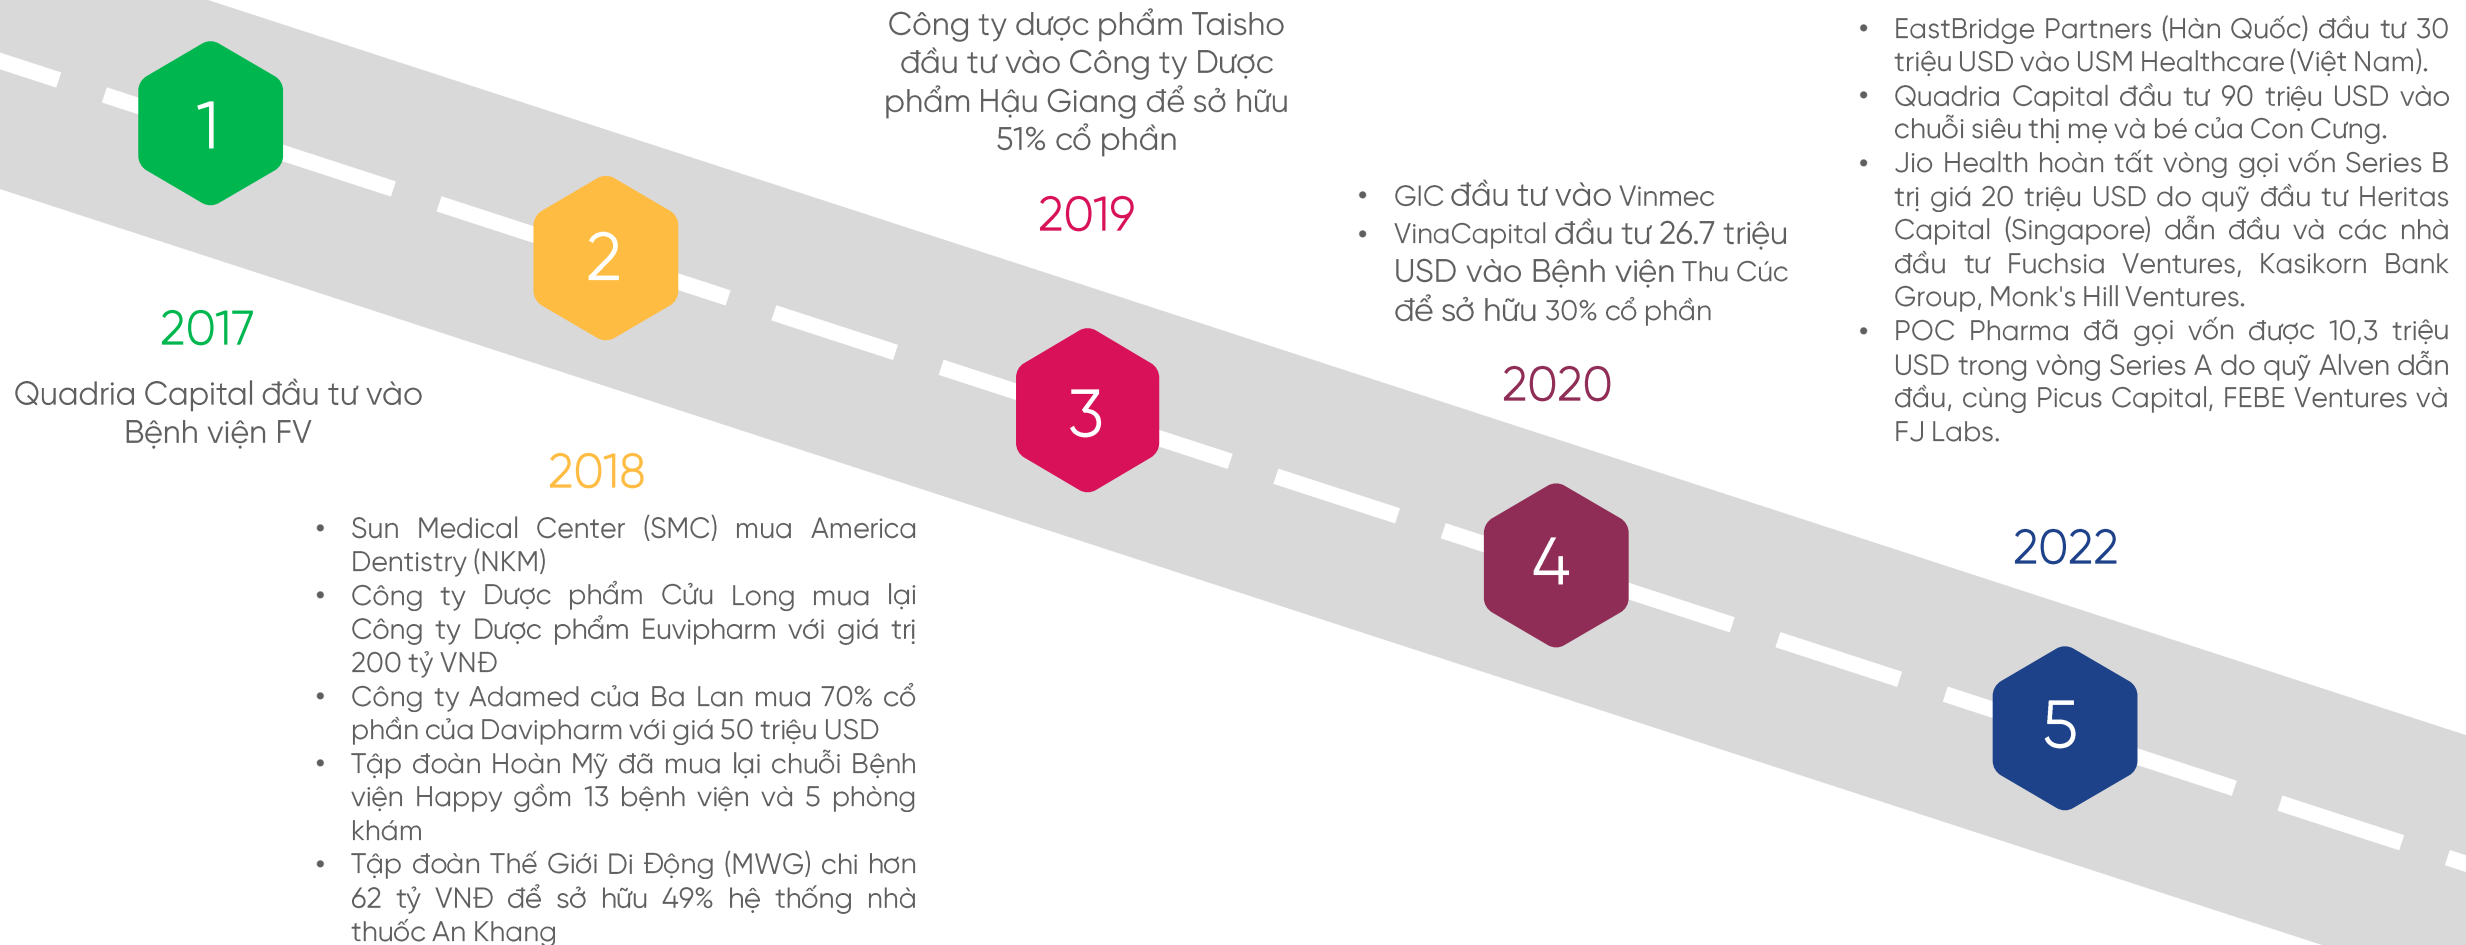 1
2017
Quadria Capital đầu tư vào
Bệnh viện FV
2
2018
• Sun Medical Center (SMC) mua America
Dentistry (NKM)
• Công ty Dược phẩm Cửu Long mua lại
Công ty Dược phẩm Euvipharm với giá trị
200 tỷ VNĐ
• Công ty Adamed của Ba Lan mua 70% cổ
phần của Davipharm với giá 50 triệu USD
• Tập đoàn Hoàn Mỹ đã mua lại chuỗi Bệnh
viện Happy gồm 13 bệnh viện và 5 phòng
khám
• Tập đoàn Thế Giới Di Động (MWG) chi hơn
62 tỷ VNĐ để sở hữu 49% hệ thống nhà
thuốc An Khang
Công ty dược phẩm Taisho
đầu tư vào Công ty Dược
phẩm Hậu Giang để sở hữu
51% cổ phần
2019
3
• GIC đầu tư vào Vinmec
• VinaCapital đầu tư 26.7 triệu
USD vào Bệnh viện Thu Cúc
để sở hữu 30% cổ phần
2020
4
• EastBridge Partners (Hàn Quốc) đầu tư 30
triệu USD vào USM Healthcare (Việt Nam).
• Quadria Capital đầu tư 90 triệu USD vào
chuỗi siêu thị mẹ và bé của Con Cưng.
• Jio Health hoàn tất vòng gọi vốn Series B
trị giá 20 triệu USD do quỹ đầu tư Heritas
Capital (Singapore) dẫn đầu và các nhà
đầu tư Fuchsia Ventures, Kasikorn Bank
Group, Monk's Hill Ventures.
• POC Pharma đã gọi vốn được 10,3 triệu
USD trong vòng Series A do quỹ Alven dẫn
đầu, cùng Picus Capital, FEBE Ventures và
FJ Labs.
2022
5